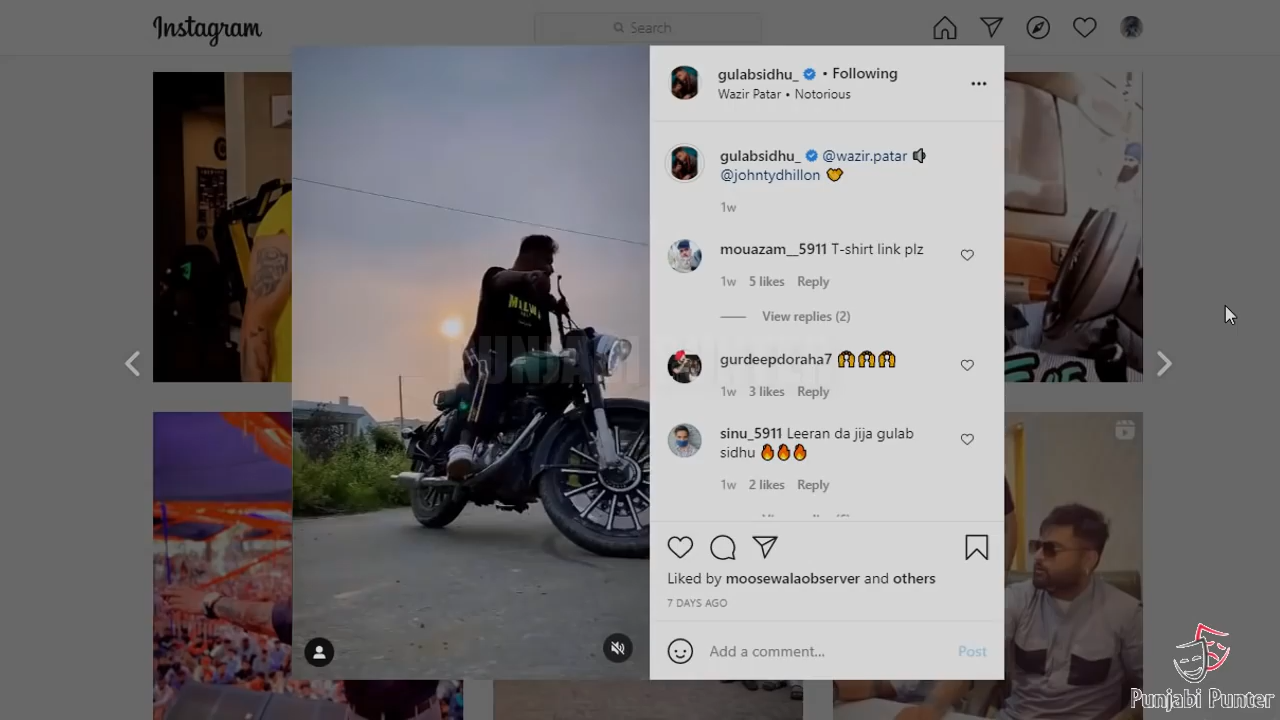 Instagram
Search
gulabsidhu_ • Following
Wazir Patar • Notorious
gulabsidhu_ @wazir.patar 🔊
@johntydhillon
1w
mouazam__5911 T-shirt link plz
1w 5 likes Reply
View replies (2)
gurdeepdoraha7
1w 3 likes Reply
sinu_5911 Leeran da jija gulab
sidhu 🔥🔥🔥
1w 2 likes Reply
Liked by moosewalaobserver and others
7 DAYS AGO
Add a comment...
Post
Punjabi Punter